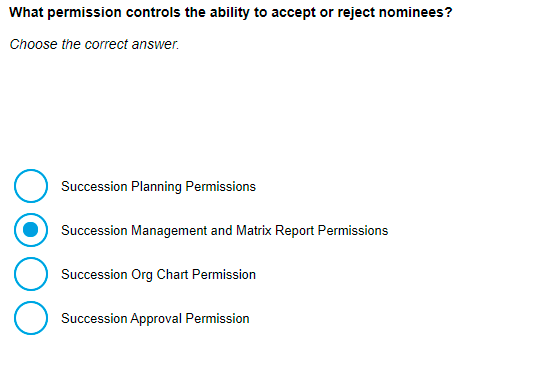 What permission controls the ability to accept or reject nominees?
Choose the correct answer.
Succession Planning Permissions
Succession Management and Matrix Report Permissions
Succession Org Chart Permission
Succession Approval Permission